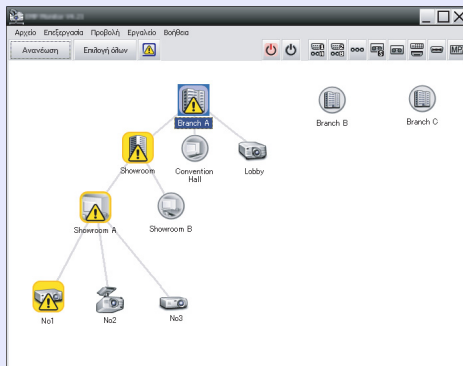 Αρχείο Επεξεργασία Προβολή Εργαλείο Βοήθεια
Ανανέωση Επιλογή όλων
MP
Branch A
Branch B
Branch C
Showroom
Convention
Hall
Lobby
Showroom A
Showroom B
No1
No2
No3